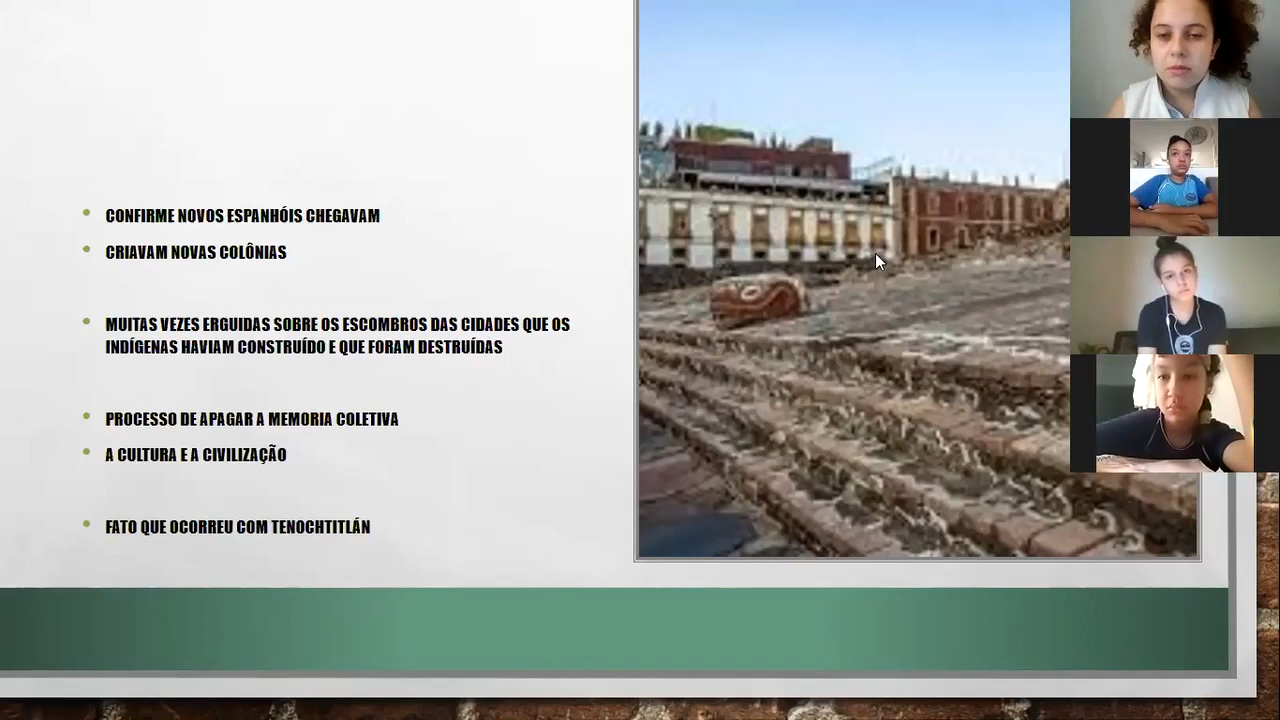 CONFIRME NOVOS ESPANHÓIS CHEGAVAM
CRIAVAM NOVAS COLÔNIAS
MUITAS VEZES ERGUIDAS SOBRE OS ESCOMBROS DAS CIDADES QUE OS
INDÍGENAS HAVIAM CONSTRUÍDO E QUE FORAM DESTRUÍDAS
PROCESSO DE APAGAR A MEMORIA COLETIVA
A CULTURA E A CIVILIZAÇÃO
FATO QUE OCORREU COM TENOCHTITLÁN